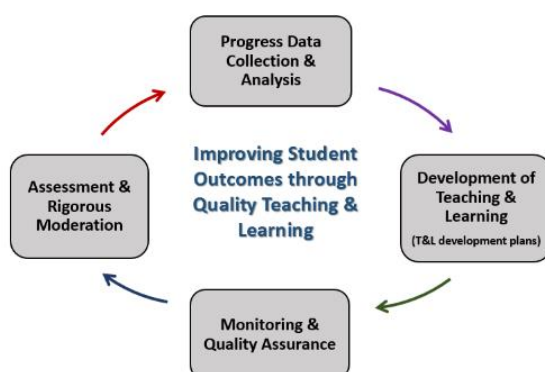 Progress Data
Collection &
Analysis
Improving Student
Outcomes through
Quality Teaching &
Learning
Assessment &
Rigorous
Moderation
Development of
Teaching &
Learning
(T&L development plans)
Monitoring &
Quality Assurance